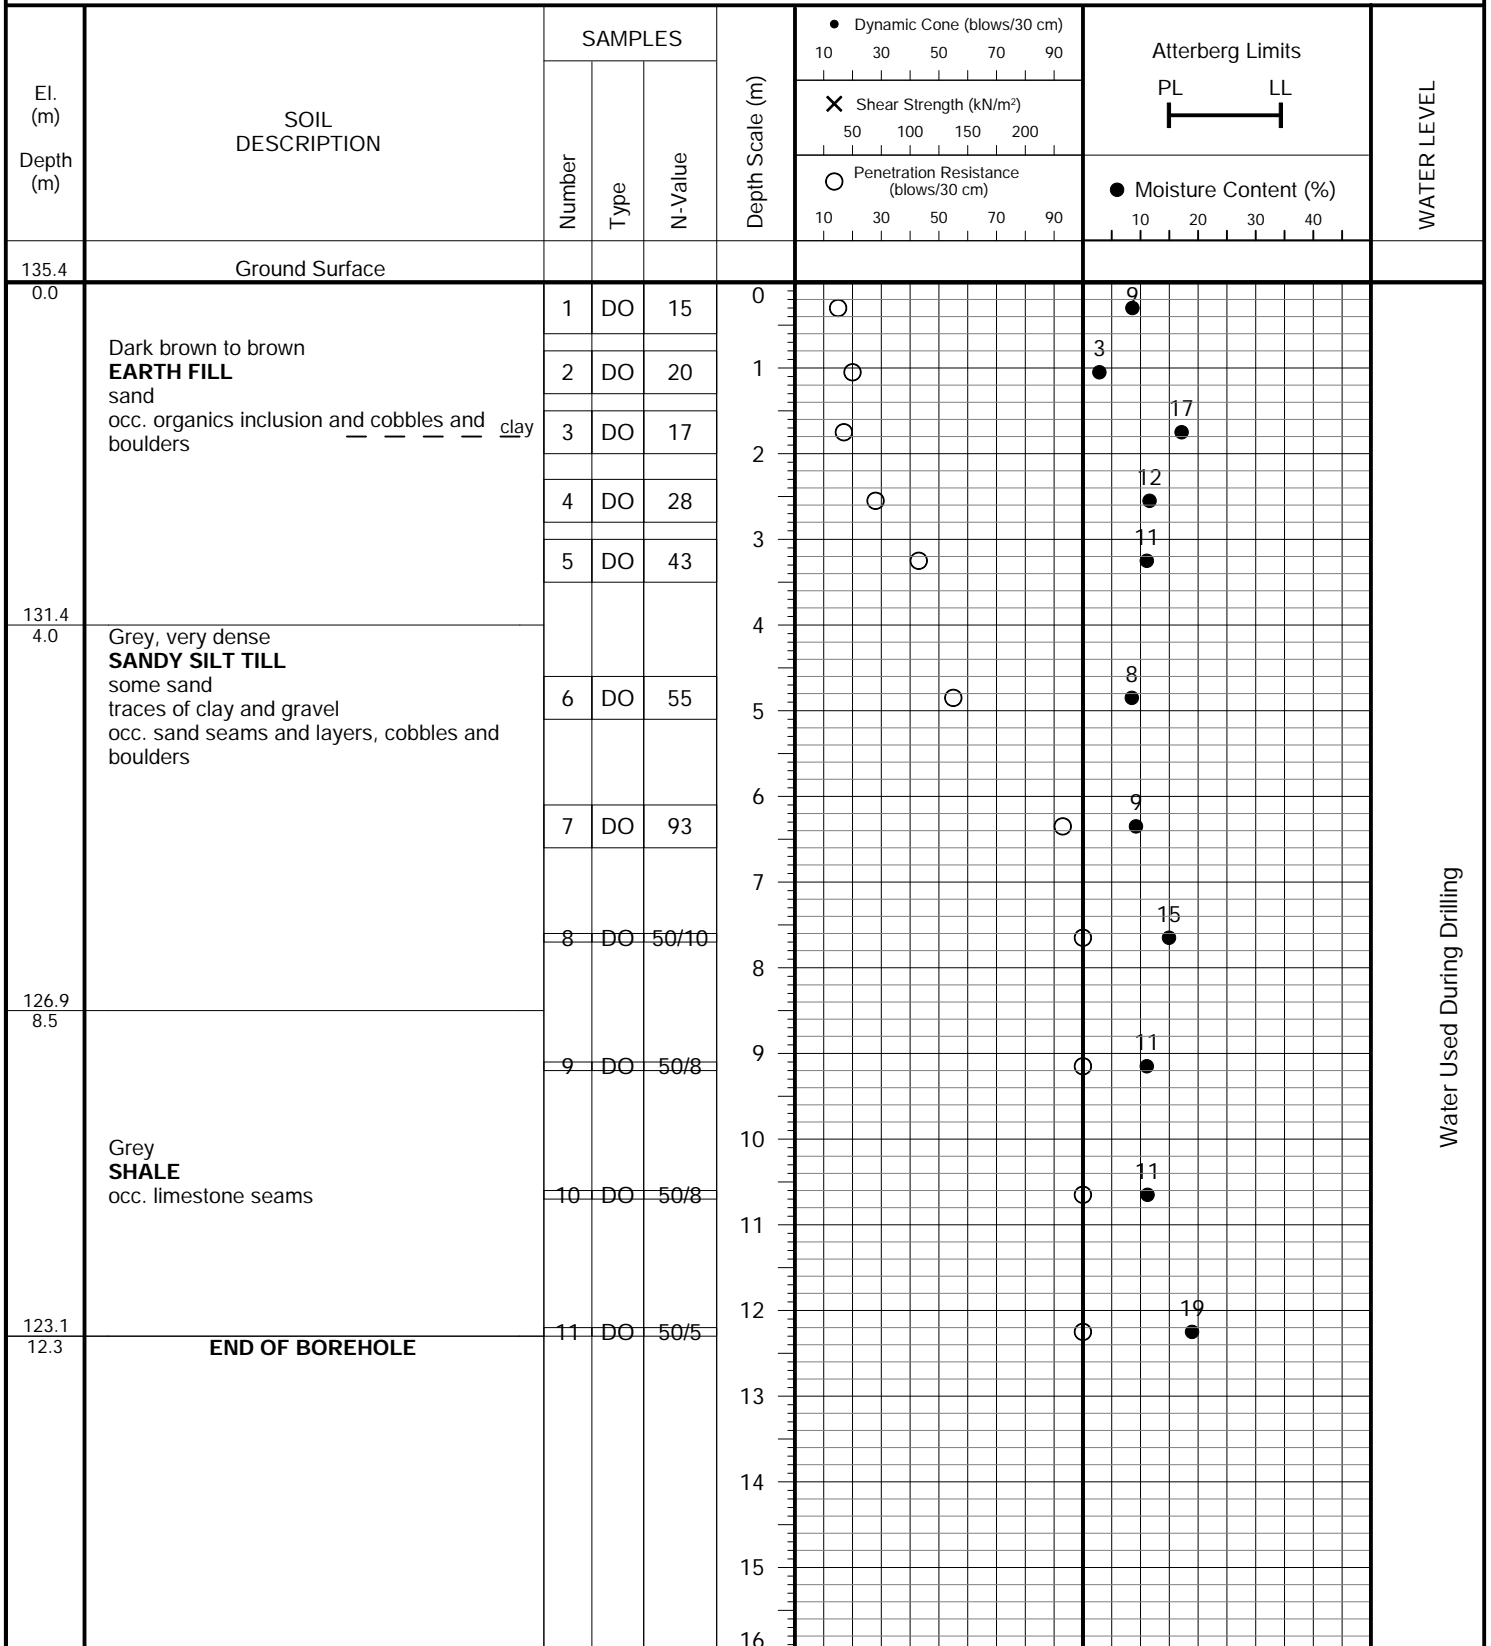 El.
(m)
Depth
(m)
SOIL
DESCRIPTION
SAMPLES
Number
Type
N-Value
Depth Scale (m)
● Dynamic Cone (blows/30 cm)
10 30 50 70 90
✕ Shear Strength (kN/m²)
50 100 150 200
○ Penetration Resistance
(blows/30 cm)
10 30 50 70 90
Atterberg Limits
PL LL
● Moisture Content (%)
10 20 30 40
WATER LEVEL
135.4 Ground Surface
0.0
0
1 DO 15 9
Dark brown to brown
EARTH FILL
sand
occ. organics inclusion and cobbles and clay
boulders
1
2 DO 20 3
3 DO 17 17
2
4 DO 28 12
3
5 DO 43 11
131.4
4.0
4
Grey, very dense
SANDY SILT TILL
some sand
traces of clay and gravel
occ. sand seams and layers, cobbles and
boulders
6 DO 55 8
5
6
7 DO 93 9
7
8 DO 50/10 15
8
126.9
8.5
9
9 DO 50/8 11
10
Grey
SHALE
occ. limestone seams
10 DO 50/8 11
11
12
123.1
12.3
11 DO 50/5 19
END OF BOREHOLE
13
14
15
16
Water Used During Drilling